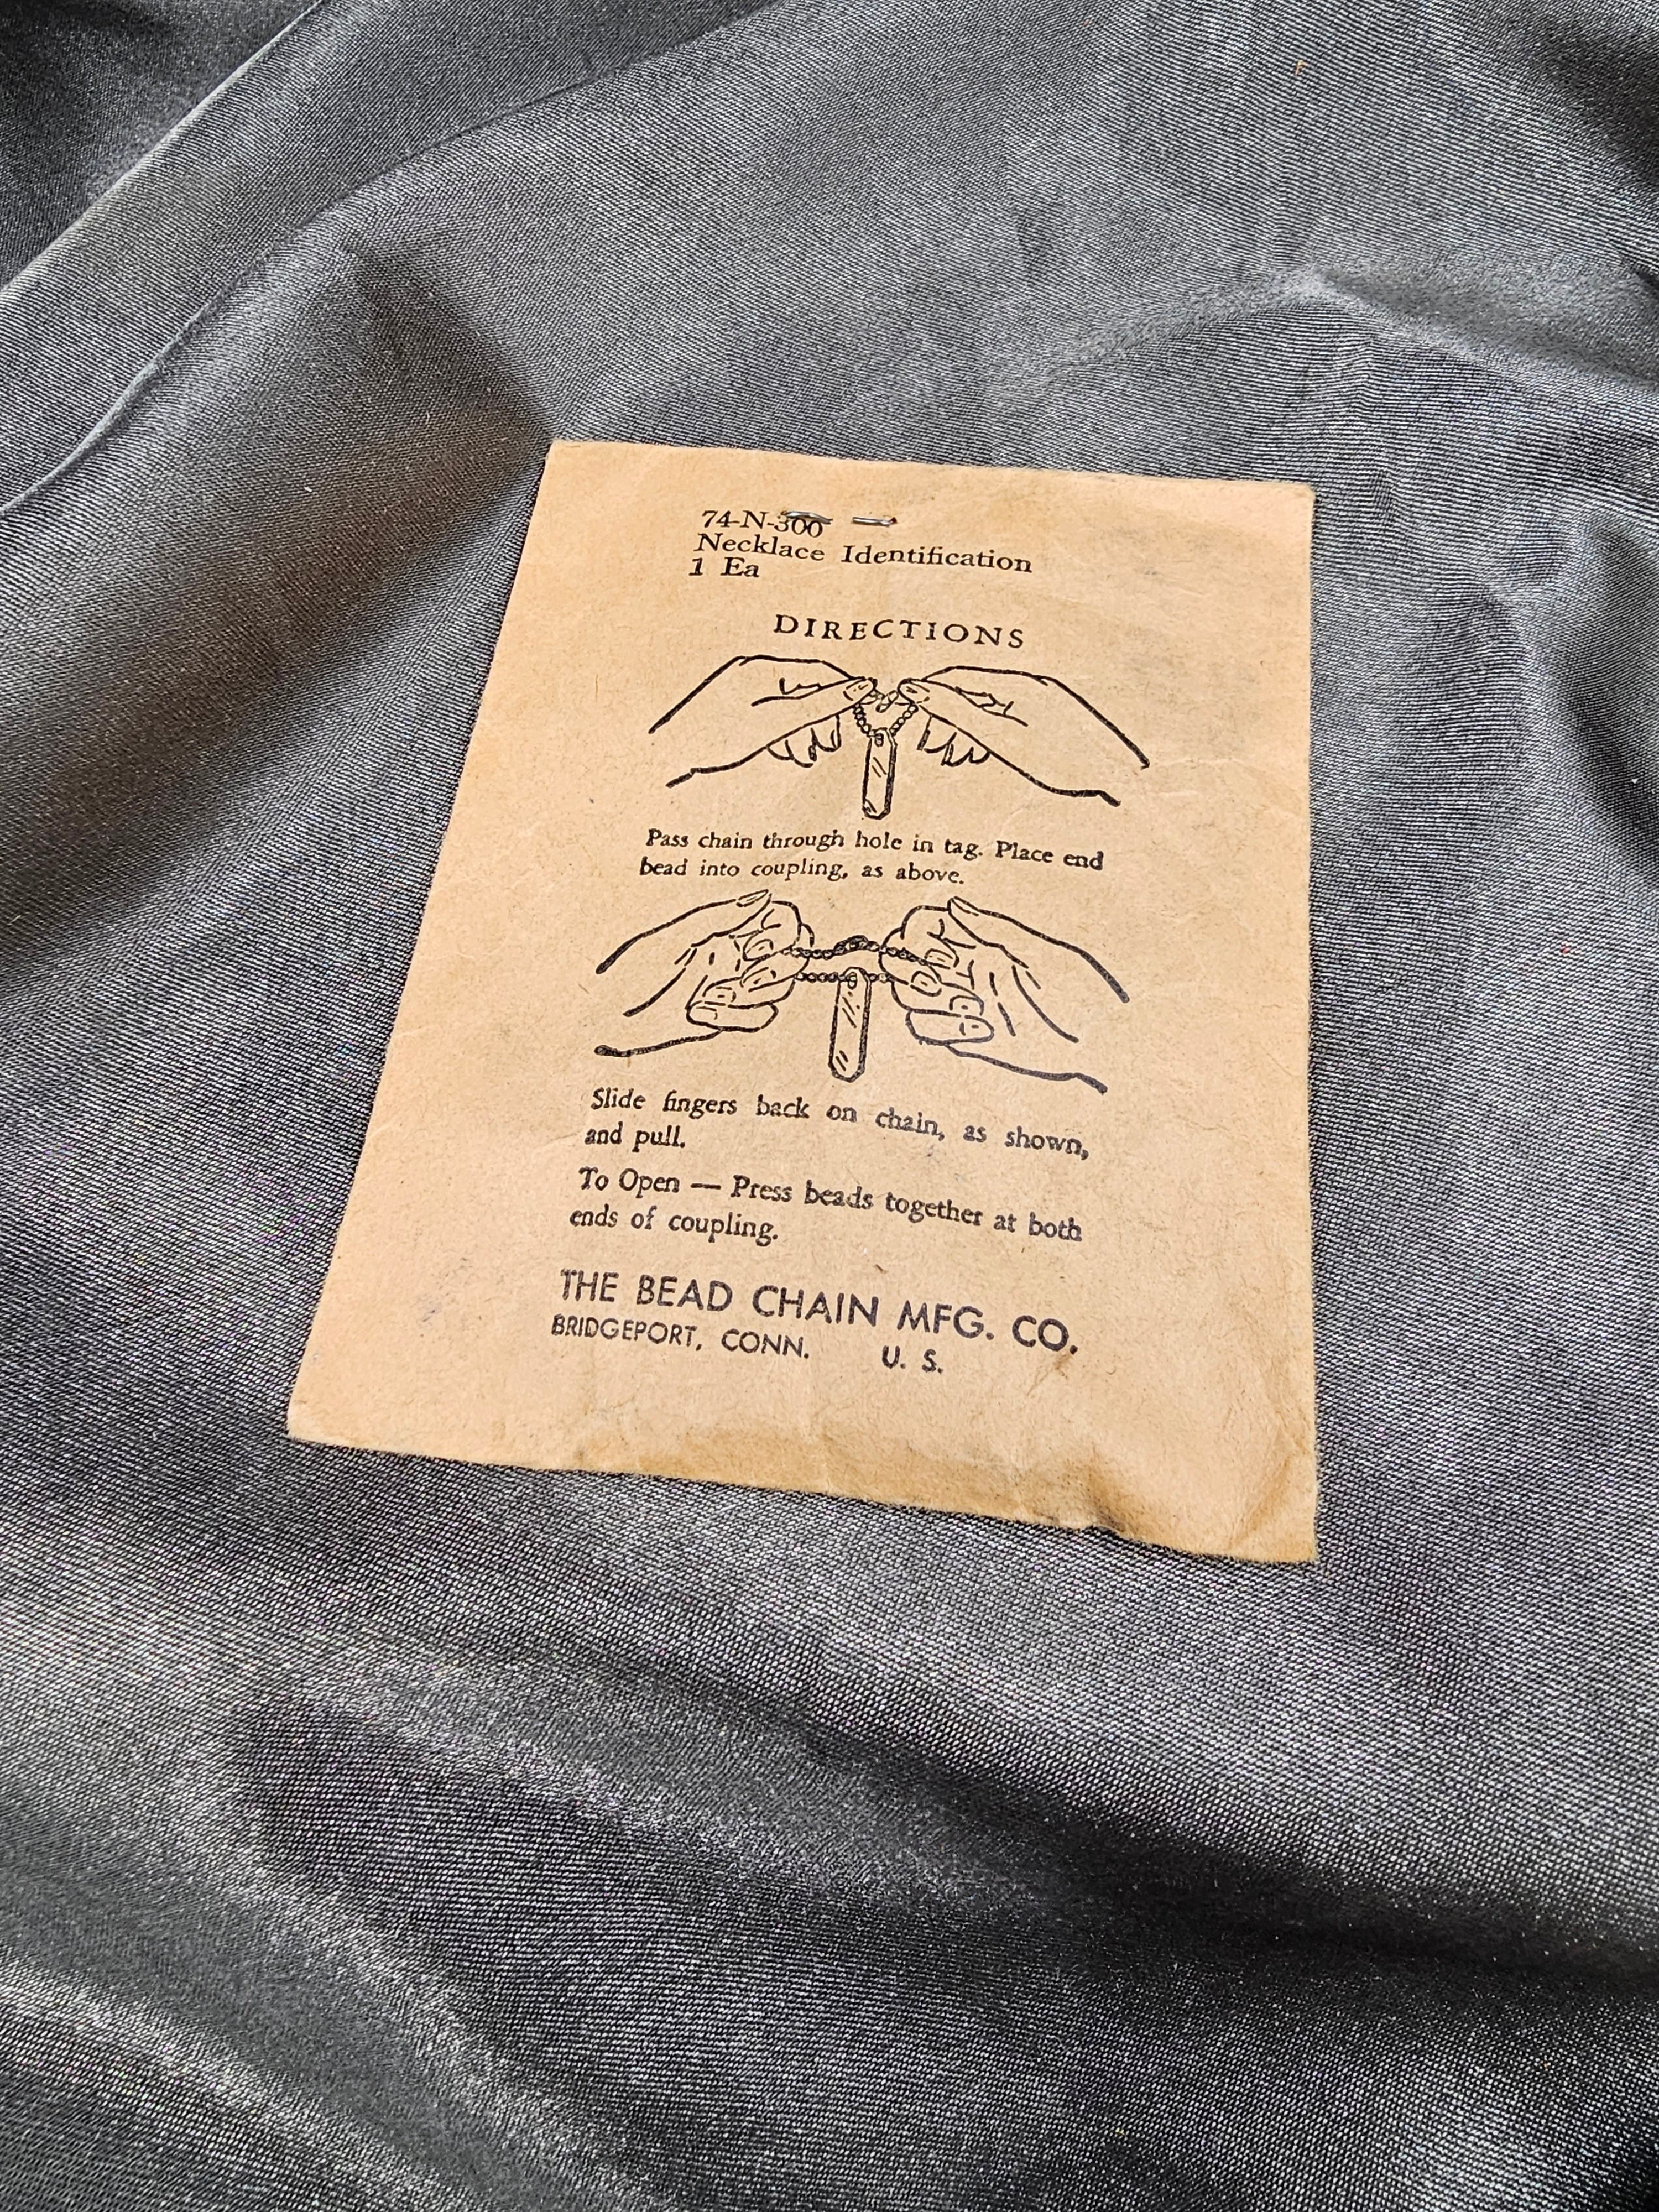 74-N-300
Necklace Identification
1 Ea
DIRECTIONS
Pass chain through hole in tag. Place end
bead into coupling, as above.
Slide fingers back on chain, as shown,
and pull.
To Open — Press beads together at both
ends of coupling.
THE BEAD CHAIN MFG. CO.
BRIDGEPORT, CONN. U. S.